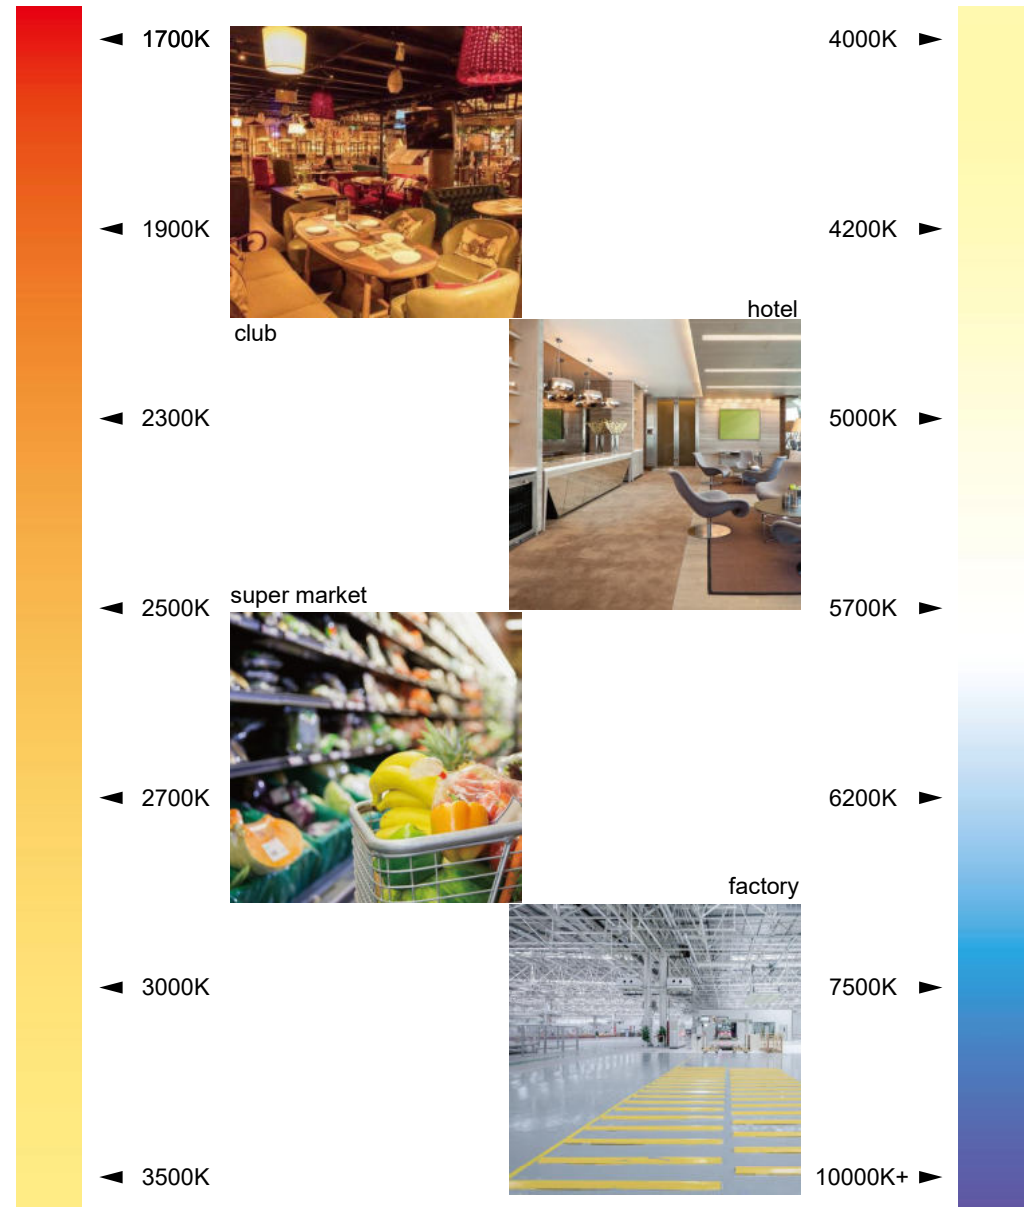 ◄ 1700K
4000K ►
◄ 1900K
4200K ►
hotel
club
◄ 2300K
5000K ►
super market
◄ 2500K
5700K ►
◄ 2700K
6200K ►
factory
◄ 3000K
7500K ►
◄ 3500K
10000K+ ►